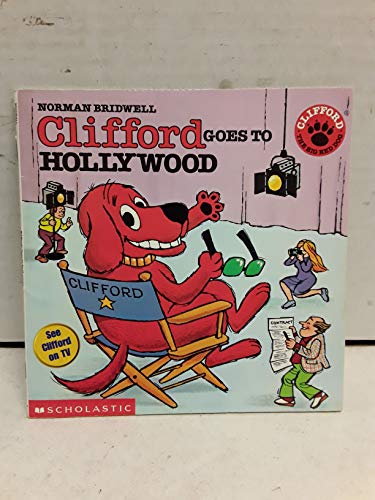 NORMAN BRIDWELL
Clifford GOES TO
HOLLYWOOD
CLIFFORD
THE BIG RED DOG
CLIFFORD
CONTRACT
See
Clifford
on TV
SCHOLASTIC